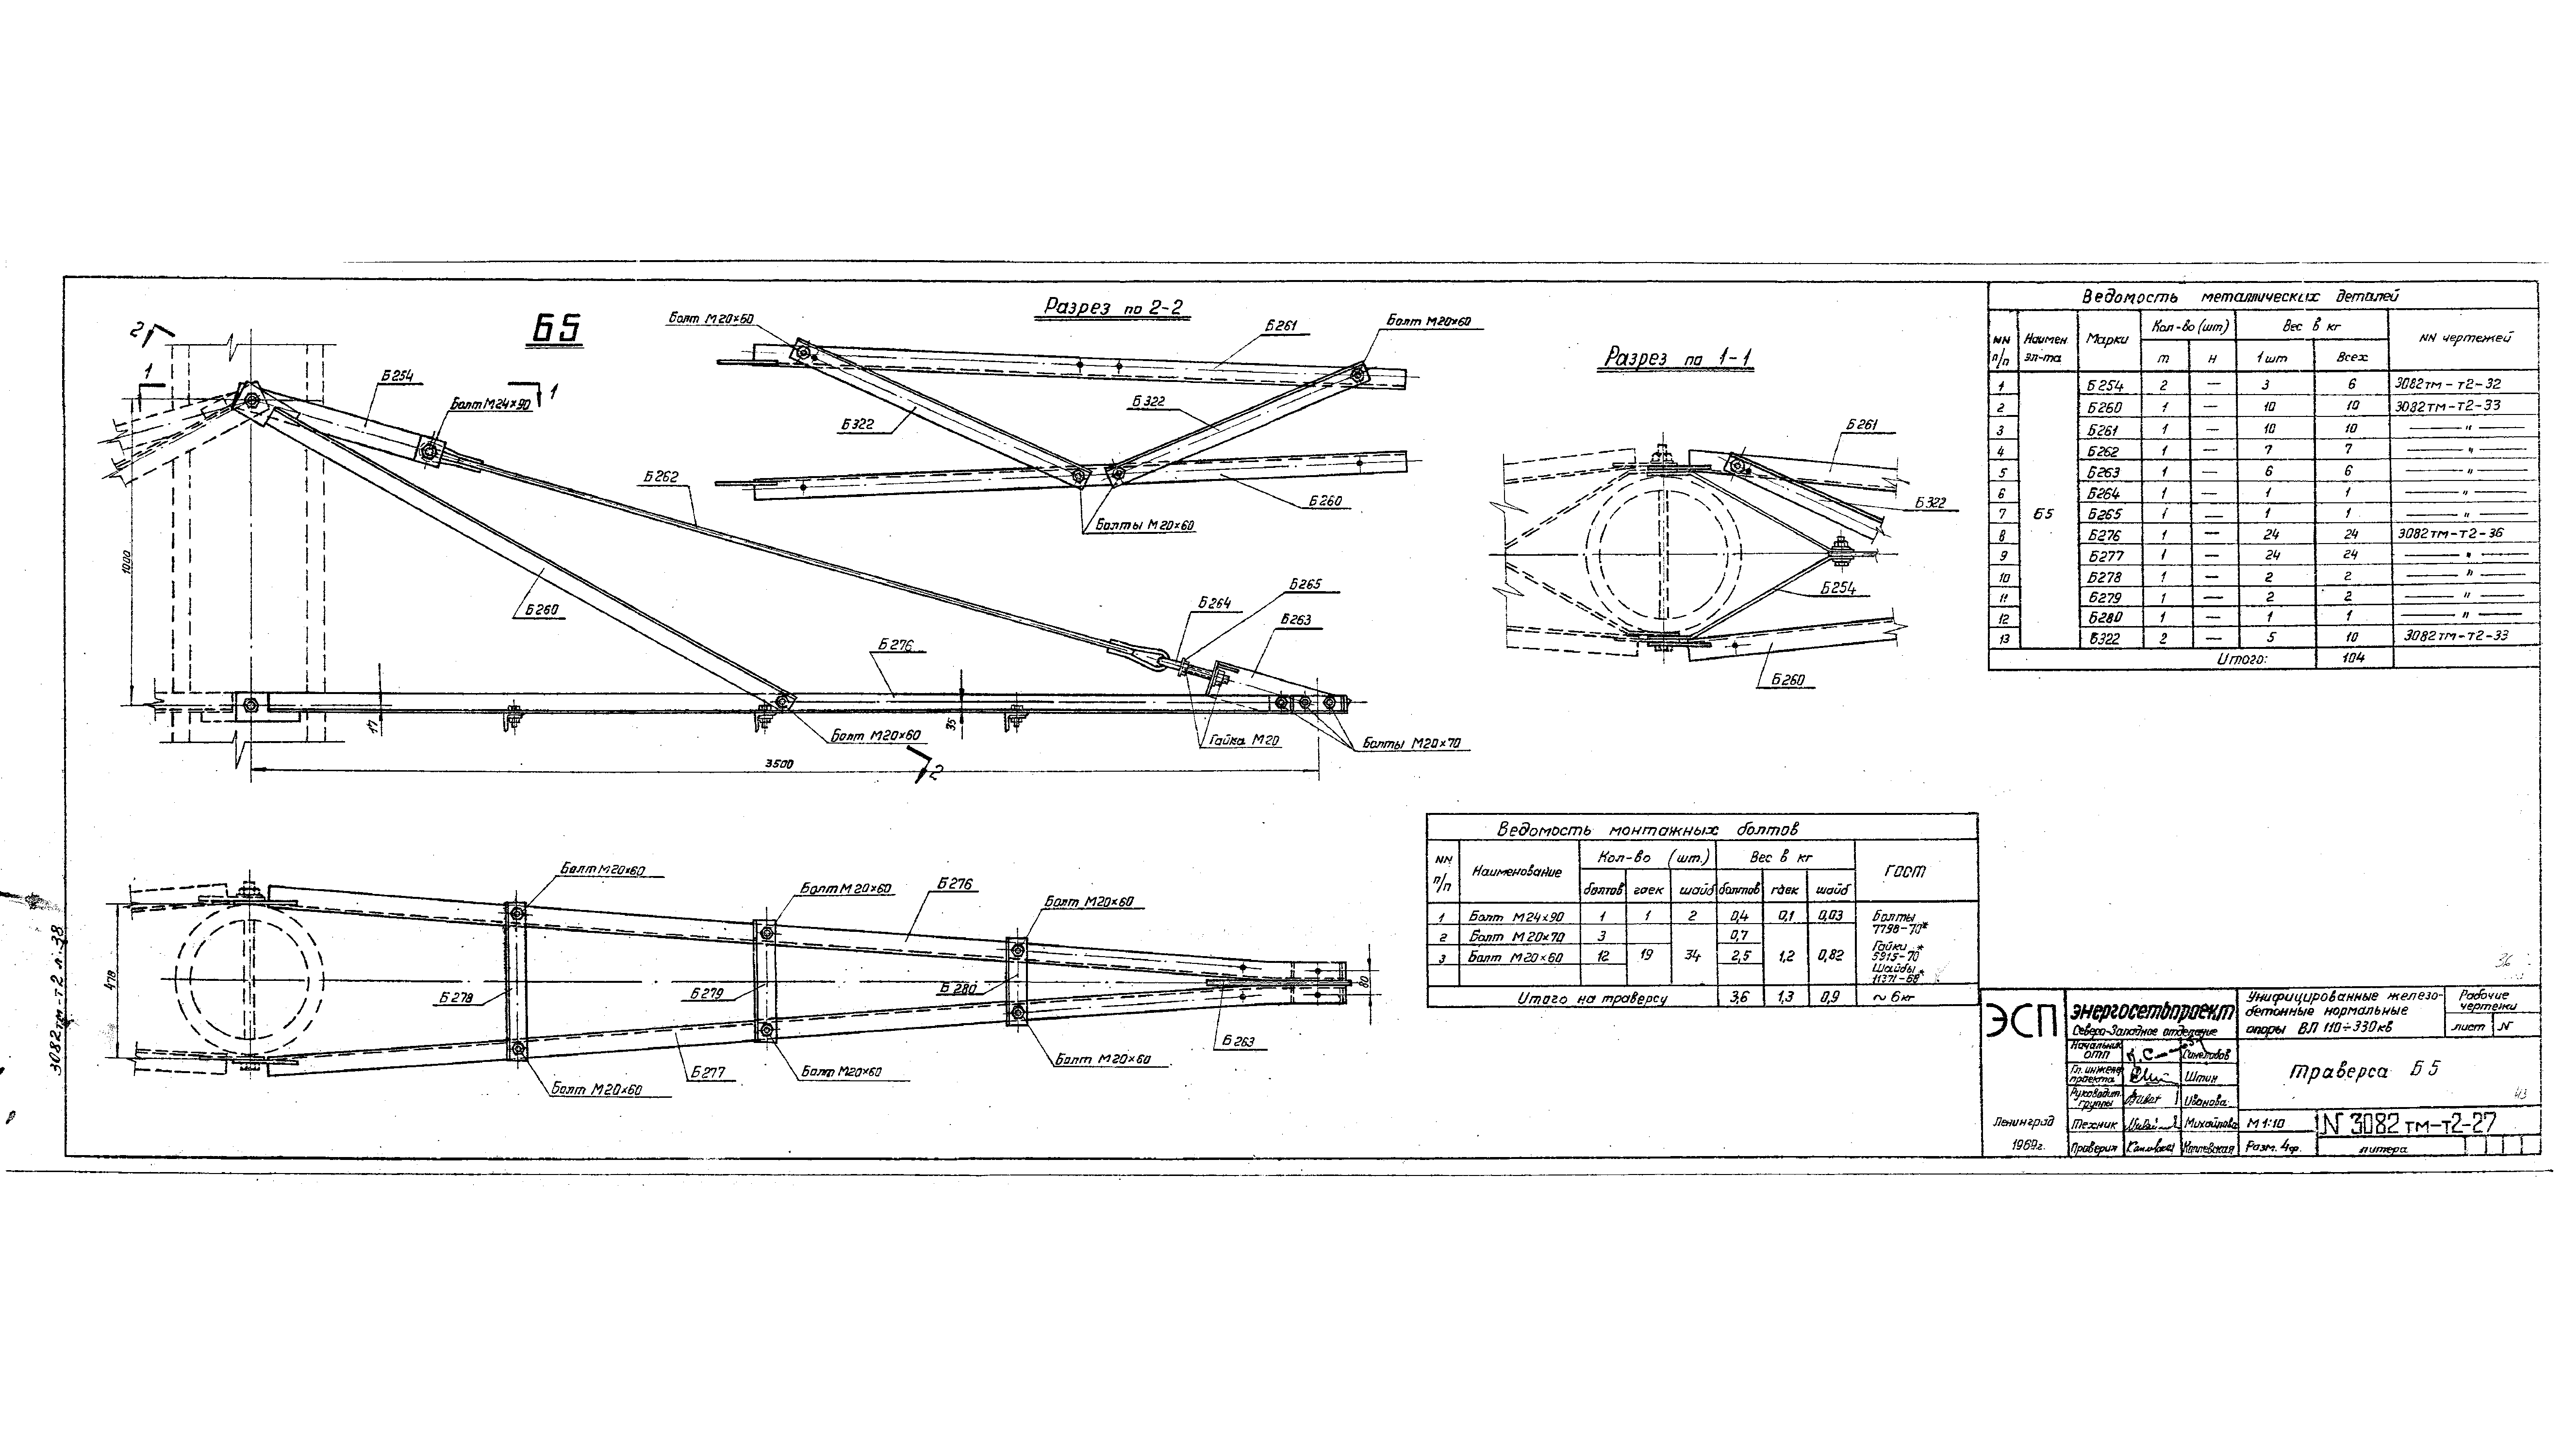 Б5
2
1
Б254
Болт М24×90
1
Б262
Б260
1000
Б276
Б264
Б265
Б263
17
35
Болт М20×60
2
Гайка М20
Болты М20×70
3500
Разрез по 2-2
Болт М20×60
Б261
Болт М20×60
Б322
Б322
Б260
Болты М20×60
Разрез по 1-1
Б261
Б322
Б254
Б260
Болт М20×60
Болт М20×60
Б276
Болт М20×60
478
Б278
Б279
Б280
80
Б263
Б277
Болт М20×60
Болт М20×60
Болт М20×60
3082тм-т2 л.38
Ведомость металлических деталей
NN п/п Наимен эл-та Марки Кол-во (шт) Вес в кг NN чертежей
т н 1шт Всех
1 Б254 2 — 3 6 3082тм-т2-32
2 Б260 1 — 10 10 3082тм-т2-33
3 Б261 1 — 10 10 — " —
4 Б262 1 — 7 7 — " —
5 Б263 1 — 6 6 — " —
6 Б264 1 — 1 1 — " —
7 Б5 Б265 1 — 1 1 — " —
8 Б276 1 — 24 24 3082тм-т2-36
9 Б277 1 — 24 24 — " —
10 Б278 1 — 2 2 — " —
11 Б279 1 — 2 2 — " —
12 Б280 1 — 1 1 — " —
13 Б322 2 — 5 10 3082тм-т2-33
Итого: 104
Ведомость монтажных болтов
NN п/п Наименование Кол-во (шт.) Вес в кг ГОСТ
болтов гаек шайб болтов гаек шайб
1 Болт М24×90 1 1 2 0,4 0,1 0,03 Болты 7798-70*
2 Болт М20×70 3 0,7
3 Болт М20×60 12 19 34 2,5 1,2 0,82 Гайки 5915-70*
Шайбы 11371-68*
Итого на траверсу 3,6 1,3 0,9 ~6кг
36
ЭСП
энергосетьпроект
Северо-Западное отделение
Унифицированные железо-
бетонные нормальные
опоры ВЛ 110÷330кв
Рабочие
чертежи
лист N
Начальник ОТП
Гл. инженер проекта Штин
Руководит. группы Иванова
Техник Михайлова
Проверил
Траверса Б5
43
Ленинград
1969г.
М 1:10
N 3082тм-т2-27
Разм. 4ф.
литера